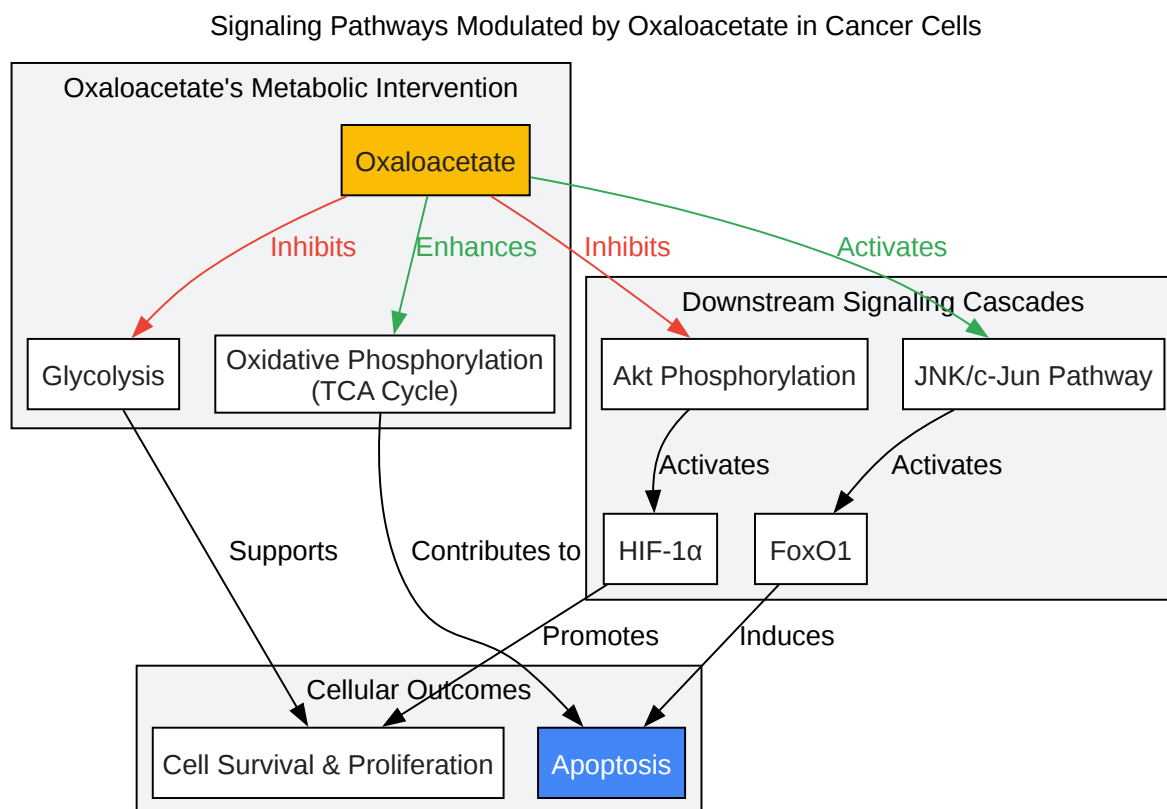 Signaling Pathways Modulated by Oxaloacetate in Cancer Cells
Oxaloacetate's Metabolic Intervention
Oxaloacetate
Inhibits
Enhances
Inhibits
Activates
Downstream Signaling Cascades
Glycolysis
Oxidative Phosphorylation
(TCA Cycle)
Akt Phosphorylation
JNK/c-Jun Pathway
Activates
Activates
Supports
Contributes to
HIF-1α
FoxO1
Promotes
Induces
Cellular Outcomes
Cell Survival & Proliferation
Apoptosis